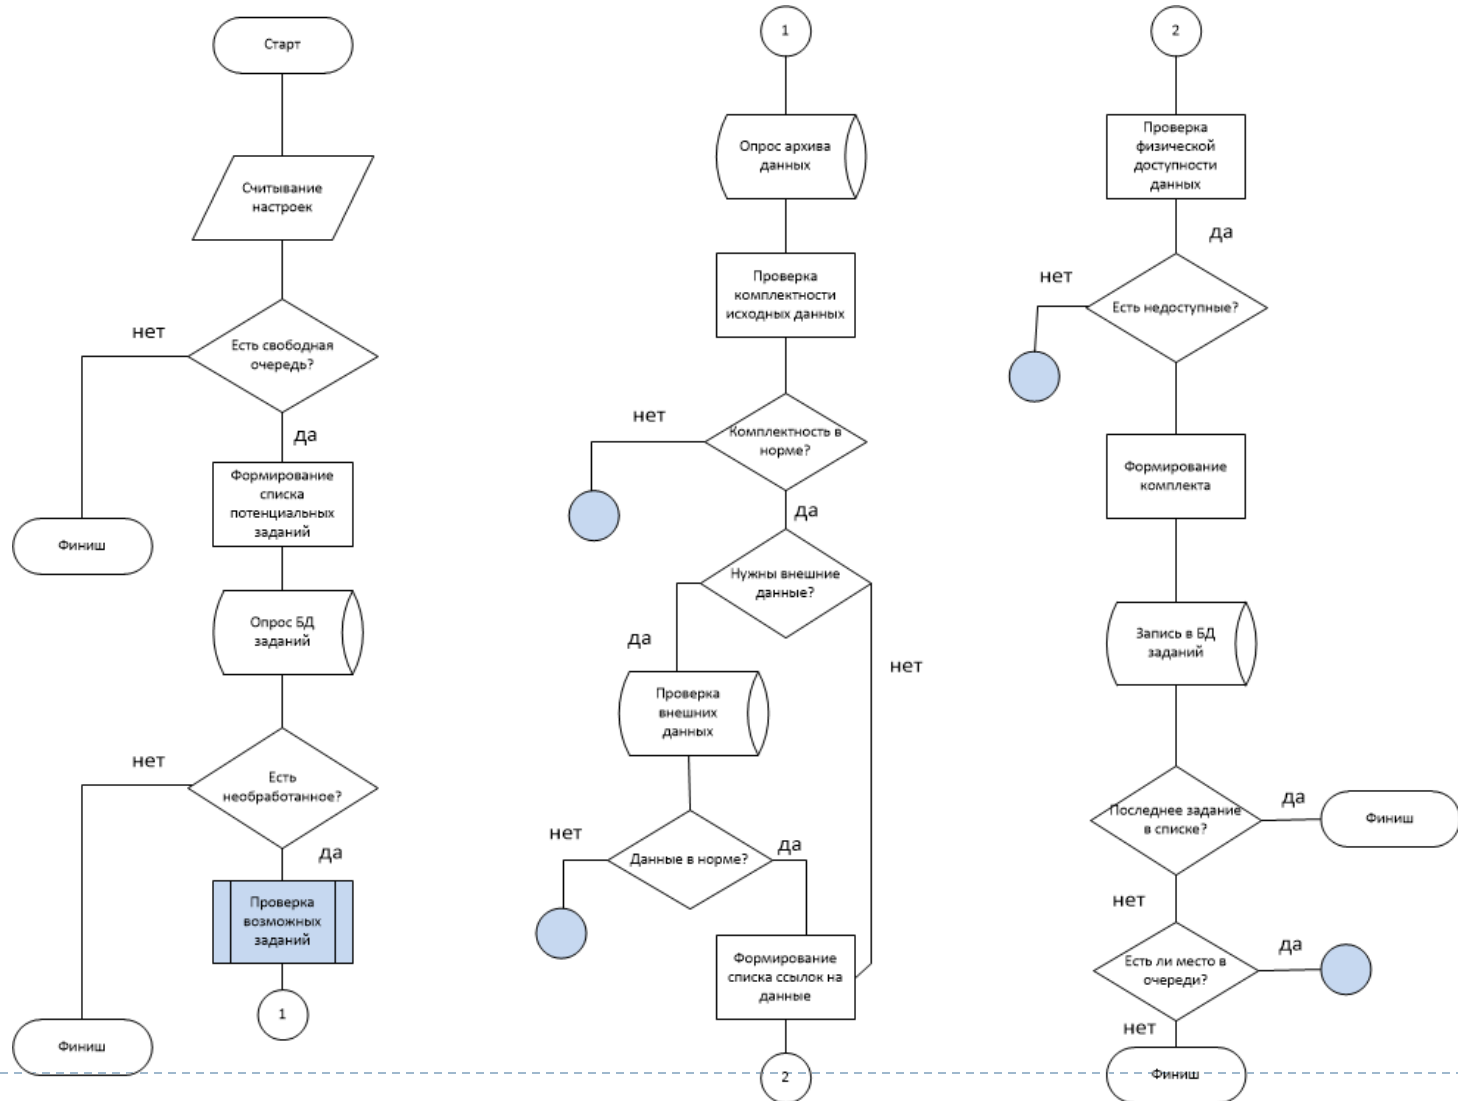 Старт
Считывание
настроек
Есть свободная
очередь?
нет
да
Финиш
Формирование
списка
потенциальных
заданий
Опрос БД
заданий
Есть
необработанное?
нет
да
Проверка
возможных
заданий
Финиш
1
1
Опрос архива
данных
Проверка
комплектности
исходных данных
Комплектность в
норме?
нет
да
Нужны внешние
данные?
да
нет
Проверка
внешних
данных
Данные в норме?
нет
да
Формирование
списка ссылок на
данные
2
2
Проверка
физической
доступности
данных
да
нет
Есть недоступные?
Формирование
комплекта
Запись в БД
заданий
Последнее задание
в списке?
да
Финиш
нет
Есть ли место в
очереди?
да
нет
Финиш